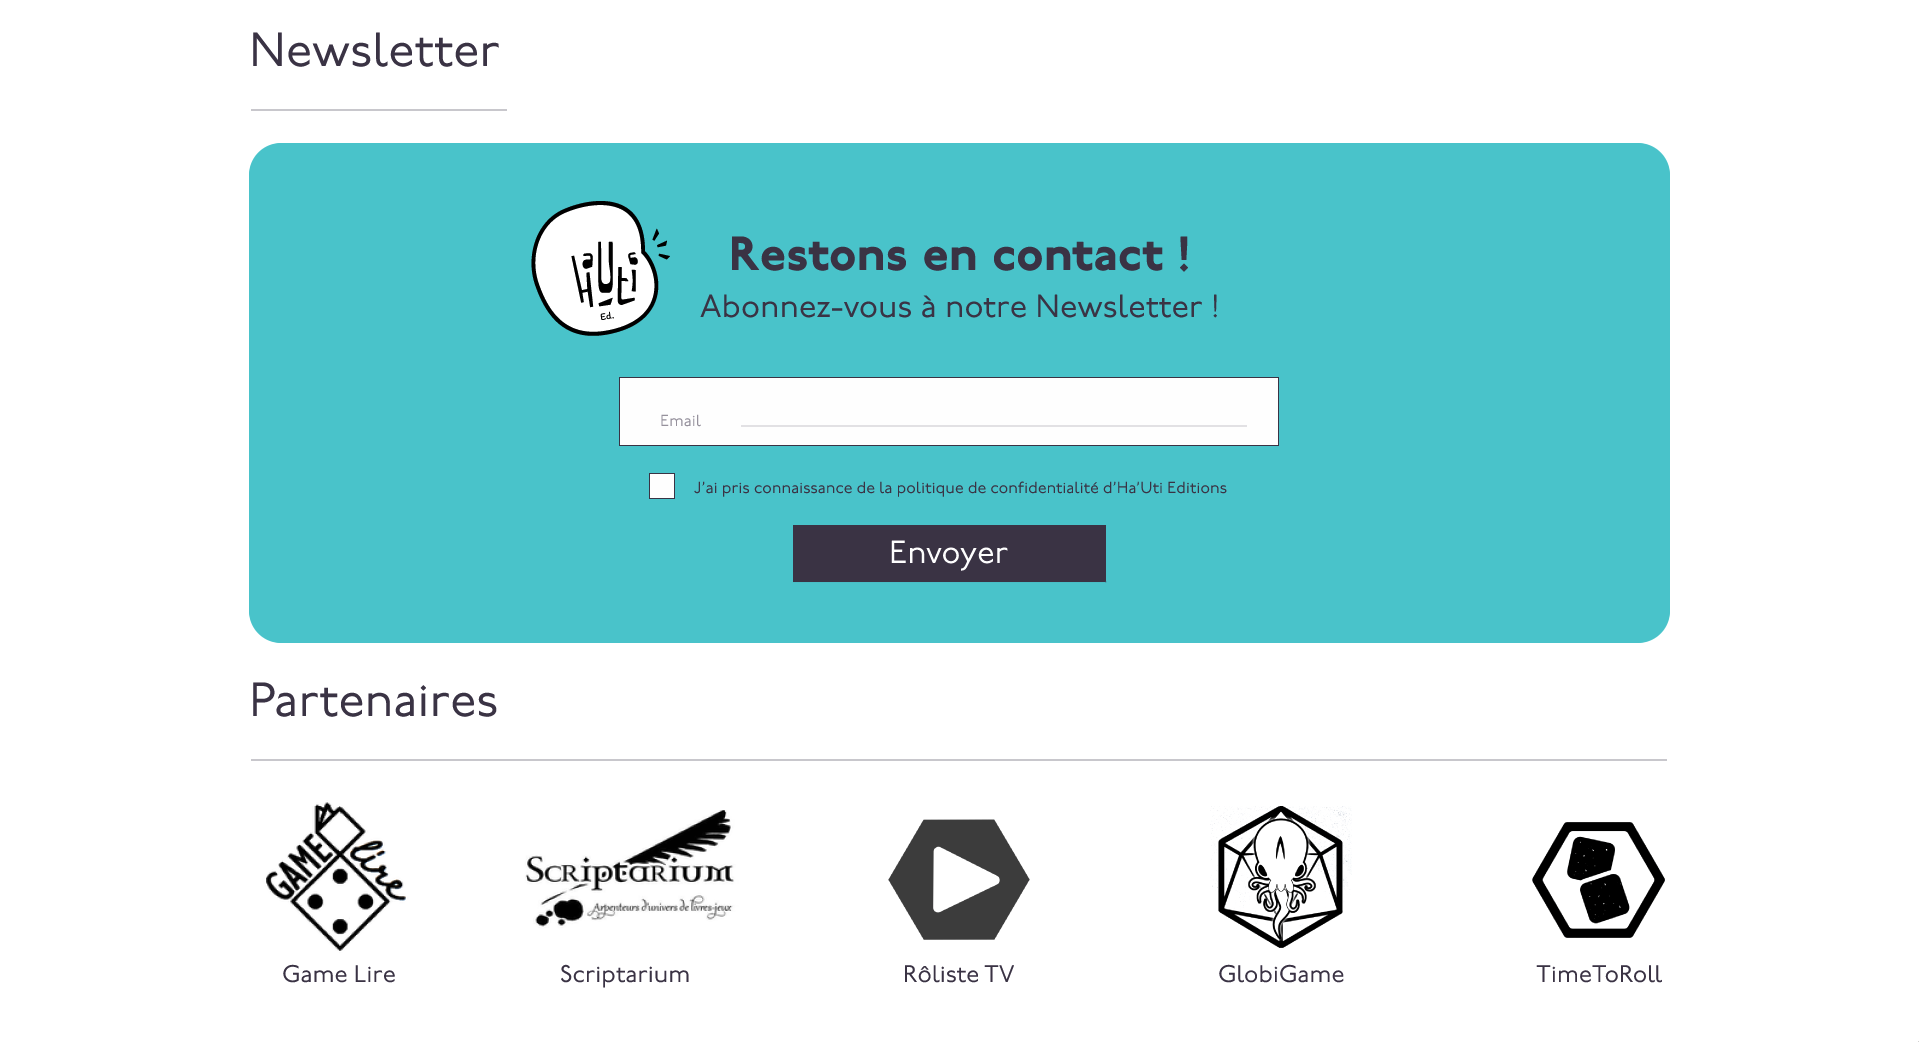 Newsletter
Ha'Uti
Ed.
Restons en contact !
Abonnez-vous à notre Newsletter !
Email
J'ai pris connaissance de la politique de confidentialité d'Ha'Uti Editions
Envoyer
Partenaires
GAME lire
Scriptarium
Arpenteurs d'univers de livres-jeux
Game Lire
Scriptarium
Rôliste TV
GlobiGame
TimeToRoll